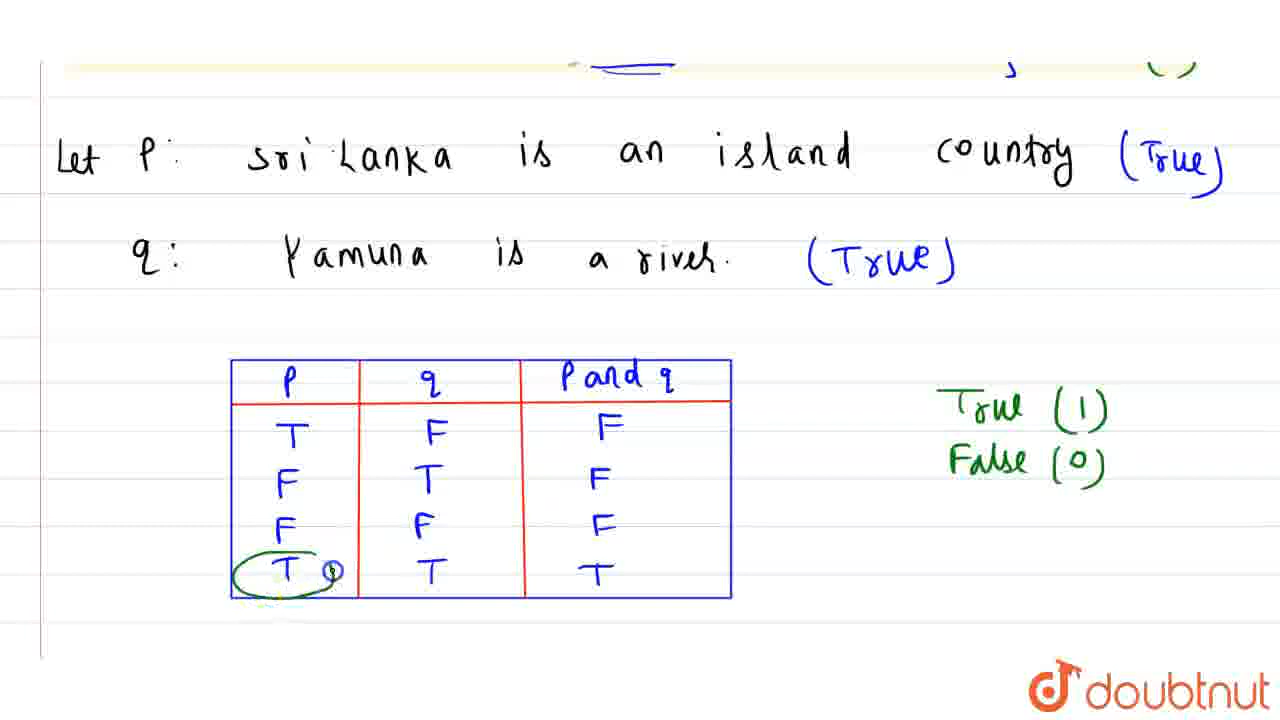 Let P: Sri Lanka is an island country (True)
q: Yamuna is a river. (True)
P q P and q
T F F
F T F
F F F
T T T
True (1)
False (0)
doubtnut